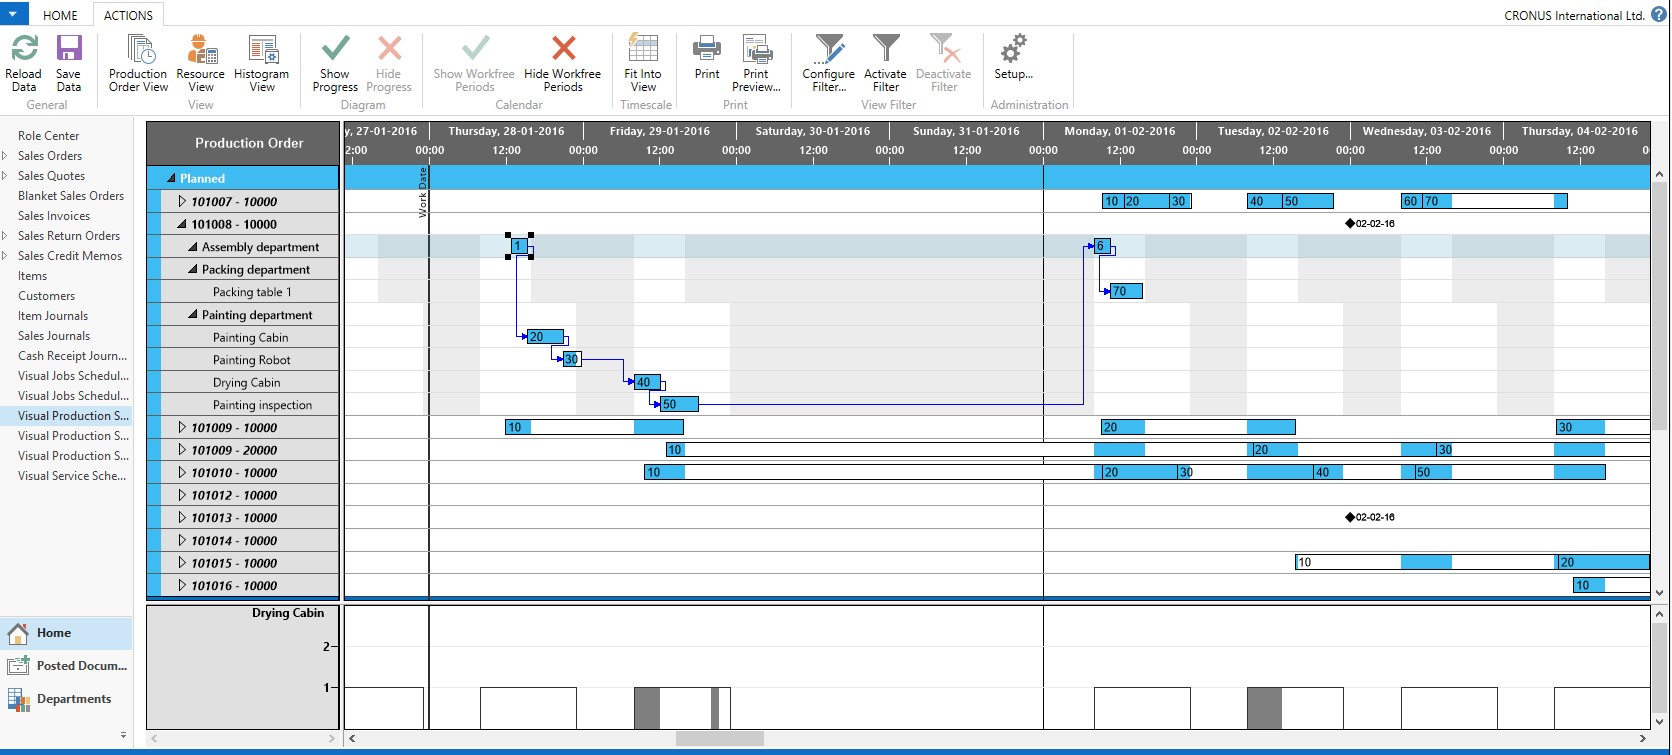 HOME ACTIONS CRONUS International Ltd. ?
Reload Data
Save Data
General
Production Order View
Resource View
Histogram View
View
Show Progress
Hide Progress
Diagram
Show Workfree Periods
Hide Workfree Periods
Calendar
Fit Into View
Timescale
Print
Print Preview...
Print
Configure Filter...
Activate Filter
Deactivate Filter
View Filter
Setup...
Administration
Role Center
Sales Orders
Sales Quotes
Blanket Sales Orders
Sales Invoices
Sales Return Orders
Sales Credit Memos
Items
Customers
Item Journals
Sales Journals
Cash Receipt Journ...
Visual Jobs Schedul...
Visual Jobs Schedul...
Visual Production S...
Visual Production S...
Visual Production S...
Visual Service Sche...
Home
Posted Docum...
Departments
Production Order
y, 27-01-2016 Thursday, 28-01-2016 Friday, 29-01-2016 Saturday, 30-01-2016 Sunday, 31-01-2016 Monday, 01-02-2016 Tuesday, 02-02-2016 Wednesday, 03-02-2016 Thursday, 04-02-2016
2:00 00:00 12:00 00:00 12:00 00:00 12:00 00:00 12:00 00:00 12:00 00:00 12:00 00:00 12:00 00:00 12:00 0
Work Date
Planned
101007 - 10000 10 20 30 40 50 60 70
101008 - 10000 02-02-16
Assembly department 1 6
Packing department
Packing table 1 70
Painting department
Painting Cabin 20
Painting Robot 30
Drying Cabin 40
Painting inspection 50
101009 - 10000 10 20 30
101009 - 20000 10 20 30
101010 - 10000 10 20 30 40 50
101012 - 10000
101013 - 10000 02-02-16
101014 - 10000
101015 - 10000 10 20
101016 - 10000 10
Drying Cabin
2
1